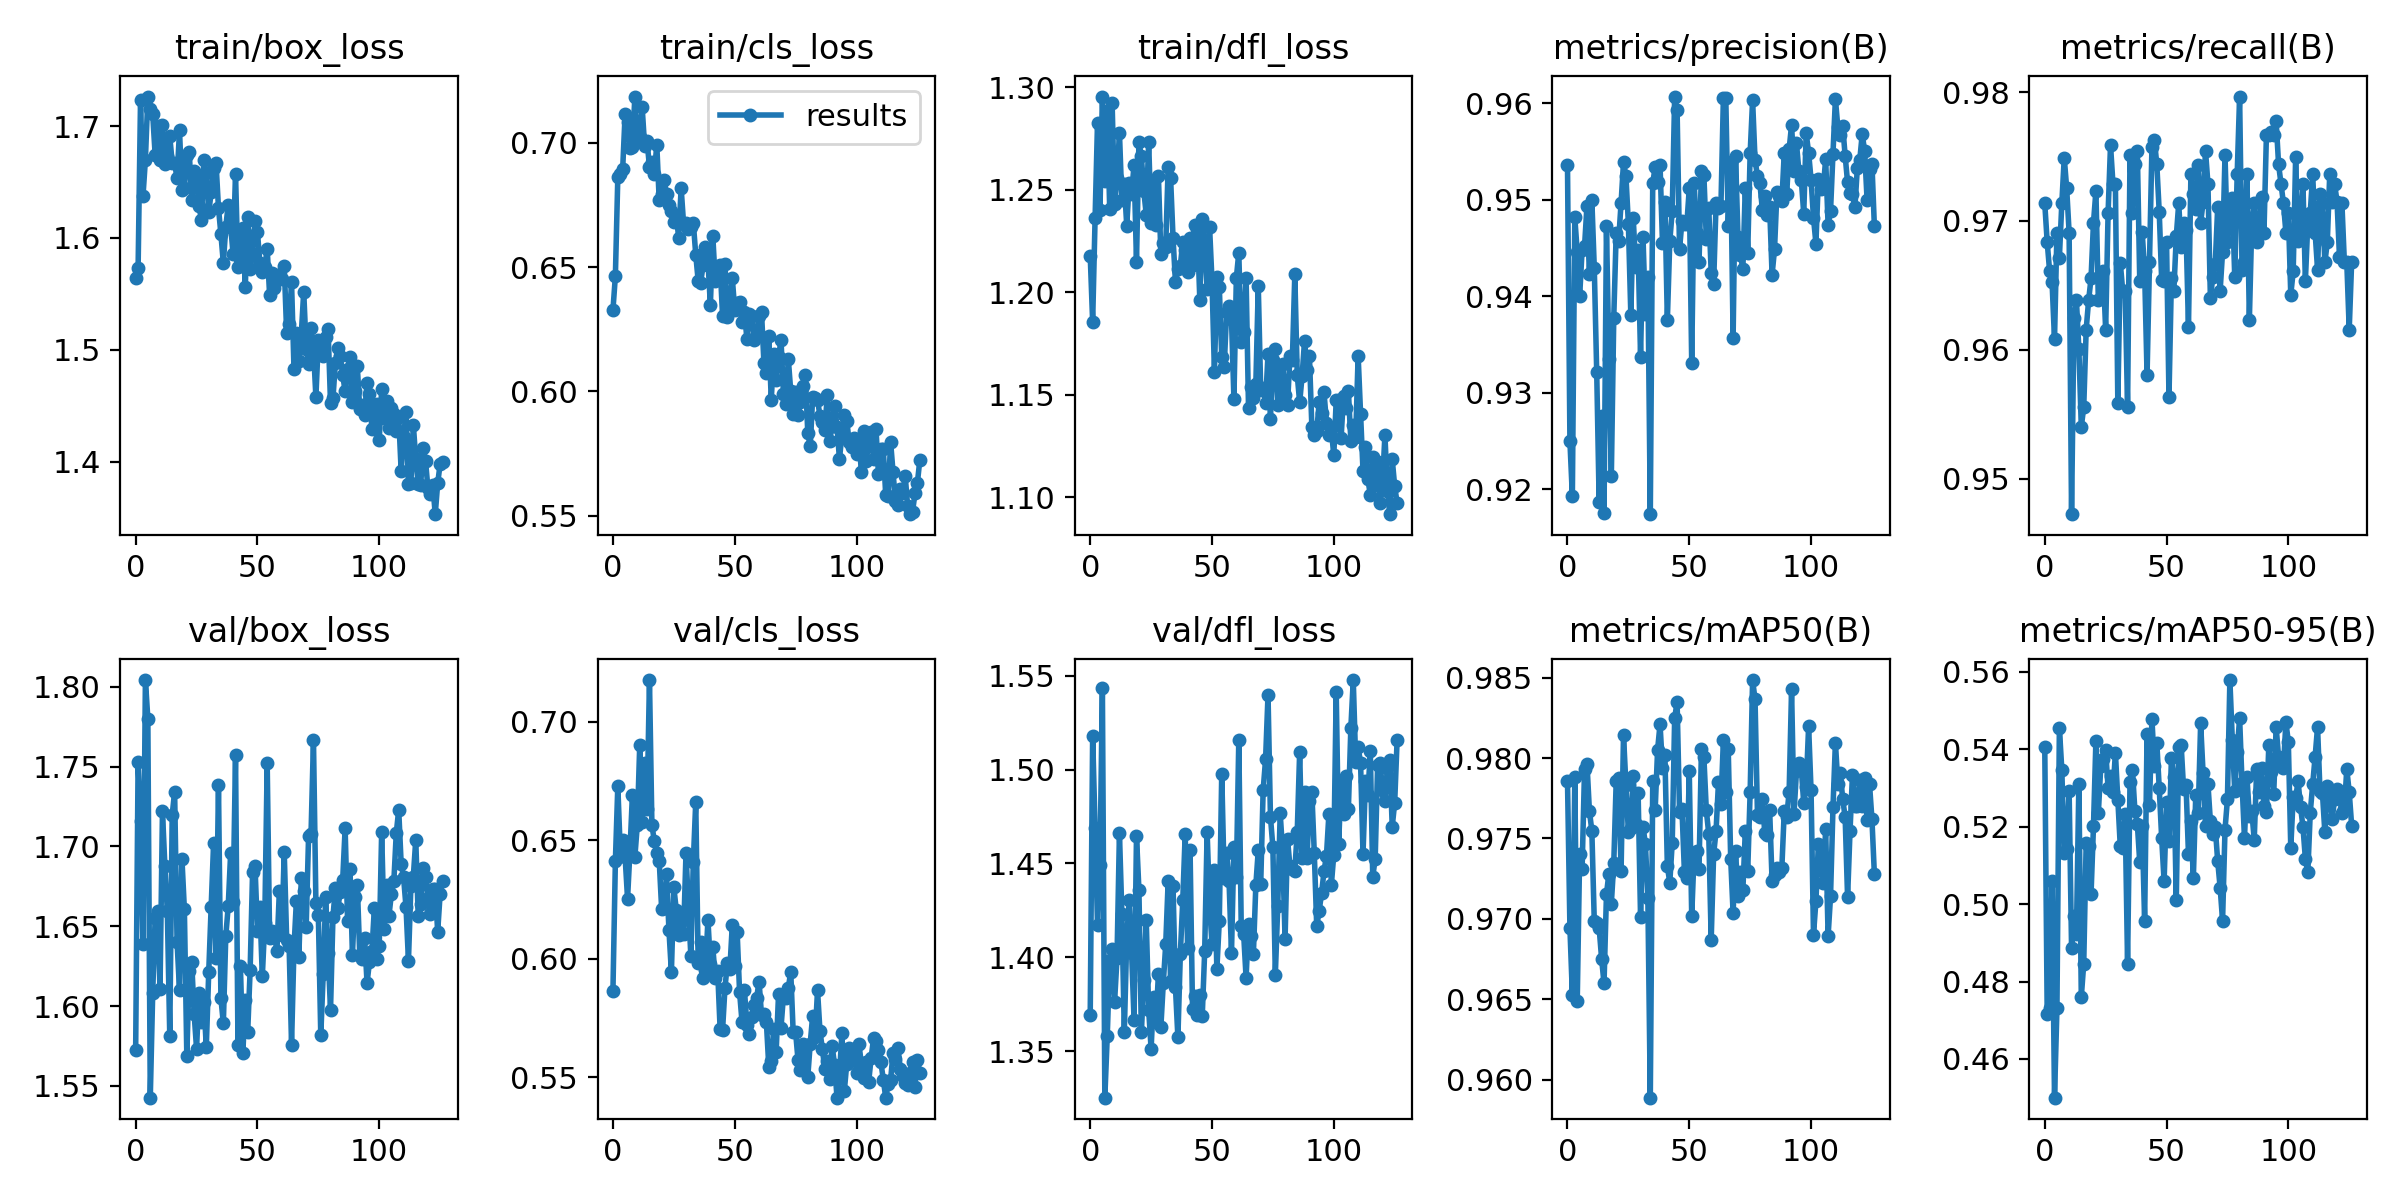 train/box_loss
1.7
1.6
1.5
1.4
0 50 100
train/cls_loss
results
0.70
0.65
0.60
0.55
0 50 100
train/dfl_loss
1.30
1.25
1.20
1.15
1.10
0 50 100
metrics/precision(B)
0.96
0.95
0.94
0.93
0.92
0 50 100
metrics/recall(B)
0.98
0.97
0.96
0.95
0 50 100
val/box_loss
1.80
1.75
1.70
1.65
1.60
1.55
0 50 100
val/cls_loss
0.70
0.65
0.60
0.55
0 50 100
val/dfl_loss
1.55
1.50
1.45
1.40
1.35
0 50 100
metrics/mAP50(B)
0.985
0.980
0.975
0.970
0.965
0.960
0 50 100
metrics/mAP50-95(B)
0.56
0.54
0.52
0.50
0.48
0.46
0 50 100